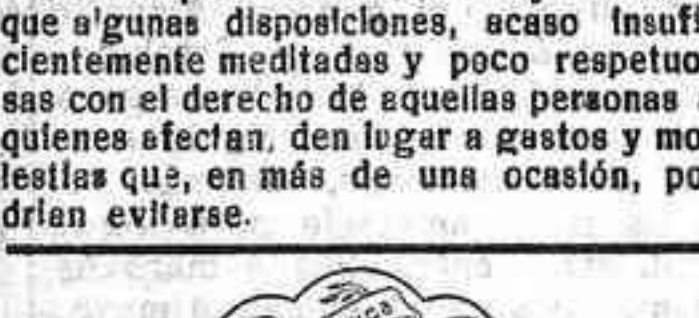 que algunas disposiciones, acaso insufi
cientemente meditadas y poco respetuo
sas con el derecho de aquellas personas
quienes afectan, den lugar a gastos y mo
lestias que, en más de una ocasión, po
drían evitarse.